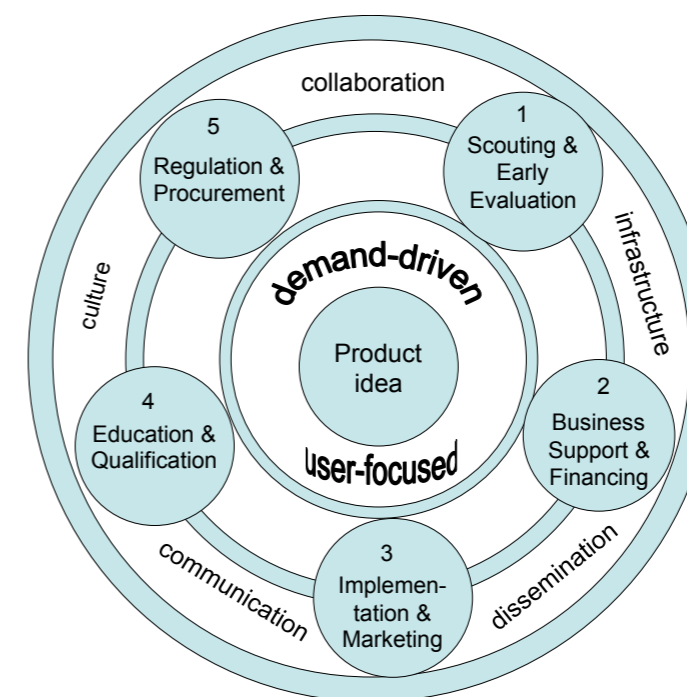 collaboration
1
Scouting &
Early
Evaluation
infrastructure
2
Business
Support &
Financing
dissemination
3
Implemen-
tation &
Marketing
communication
4
Education &
Qualification
culture
5
Regulation &
Procurement
demand-driven
Product
idea
user-focused